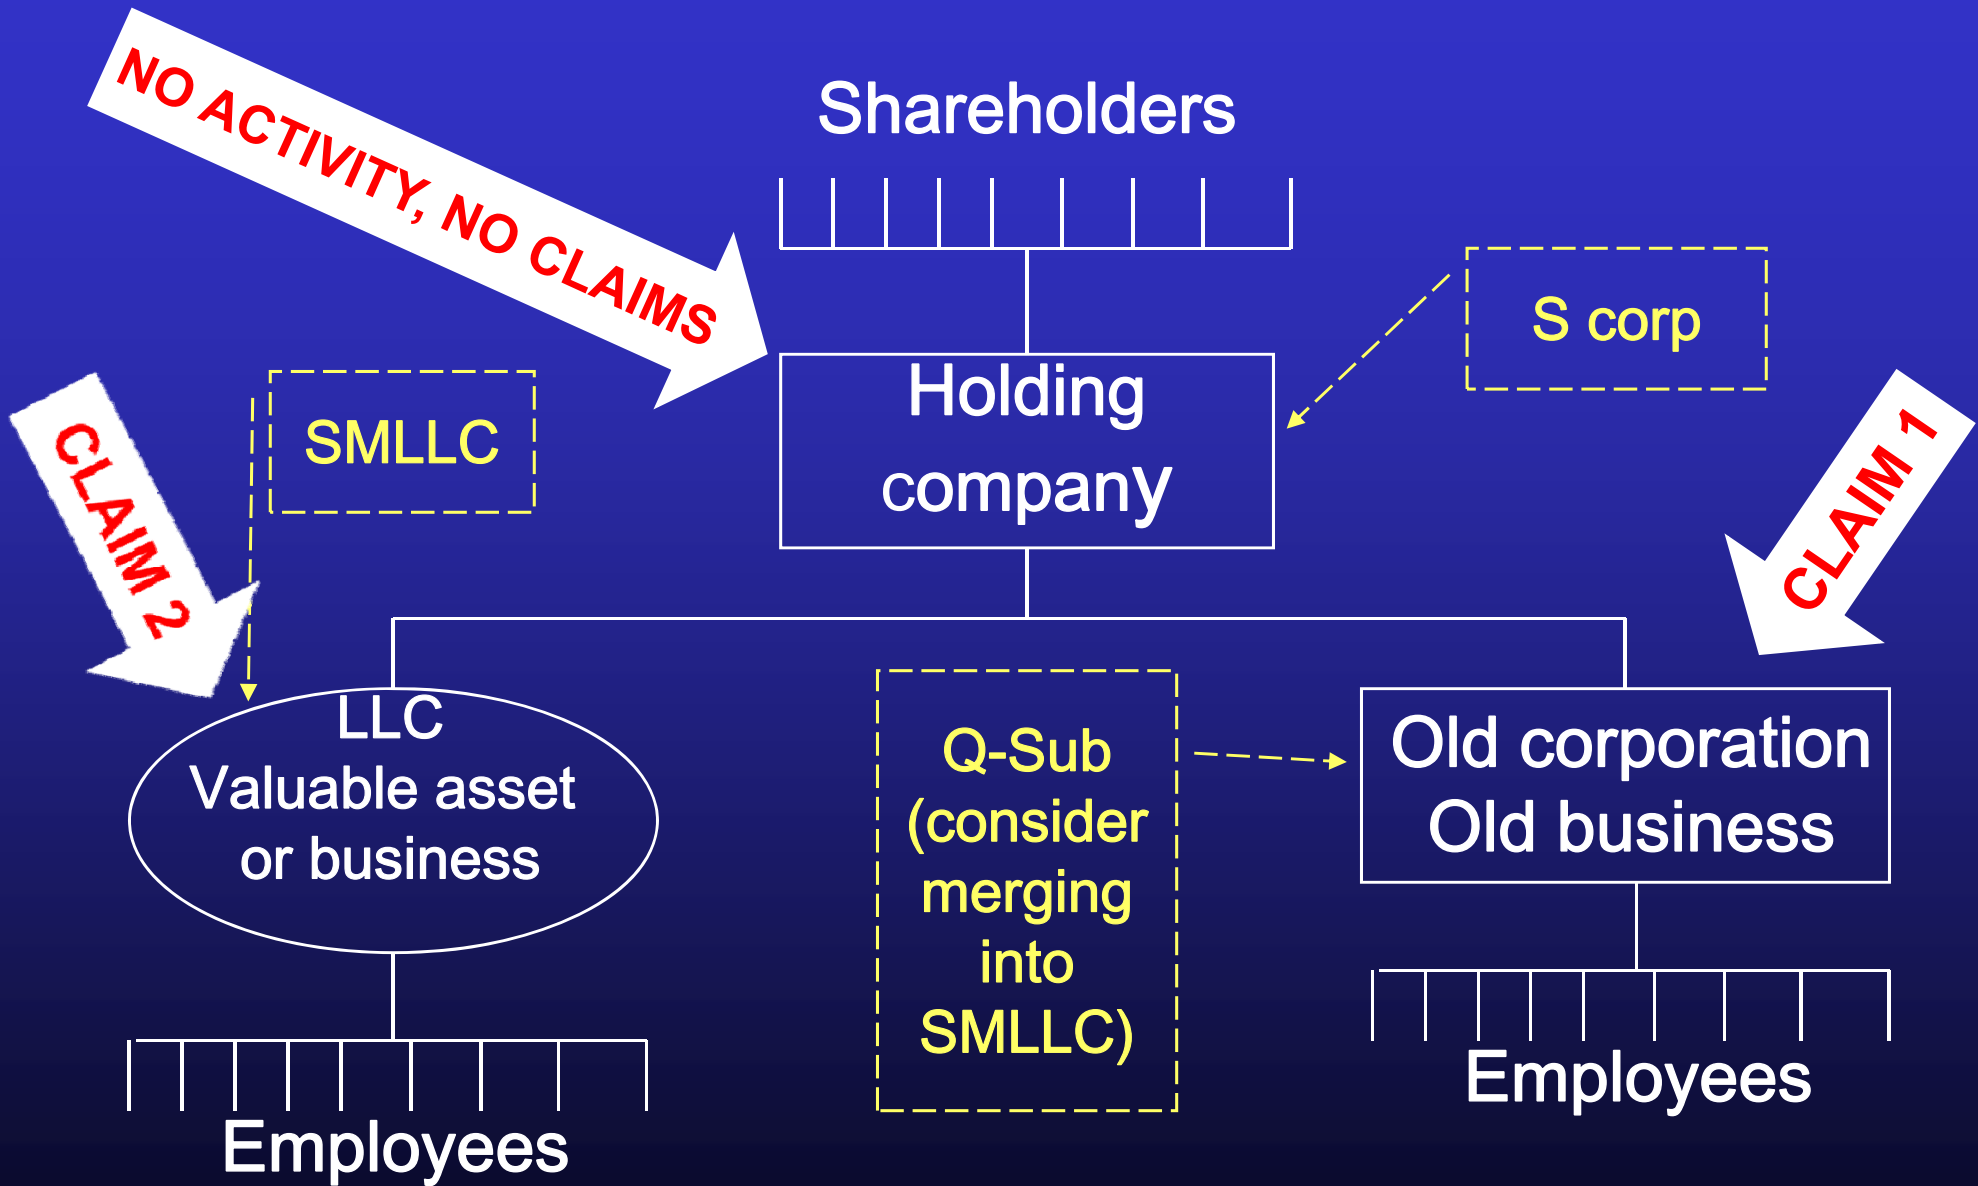 NO ACTIVITY, NO CLAIMS
Shareholders
S corp
Holding
company
SMLLC
CLAIM 2
CLAIM 1
LLC
Valuable asset
or business
Q-Sub
(consider
merging
into
SMLLC)
Old corporation
Old business
Employees
Employees